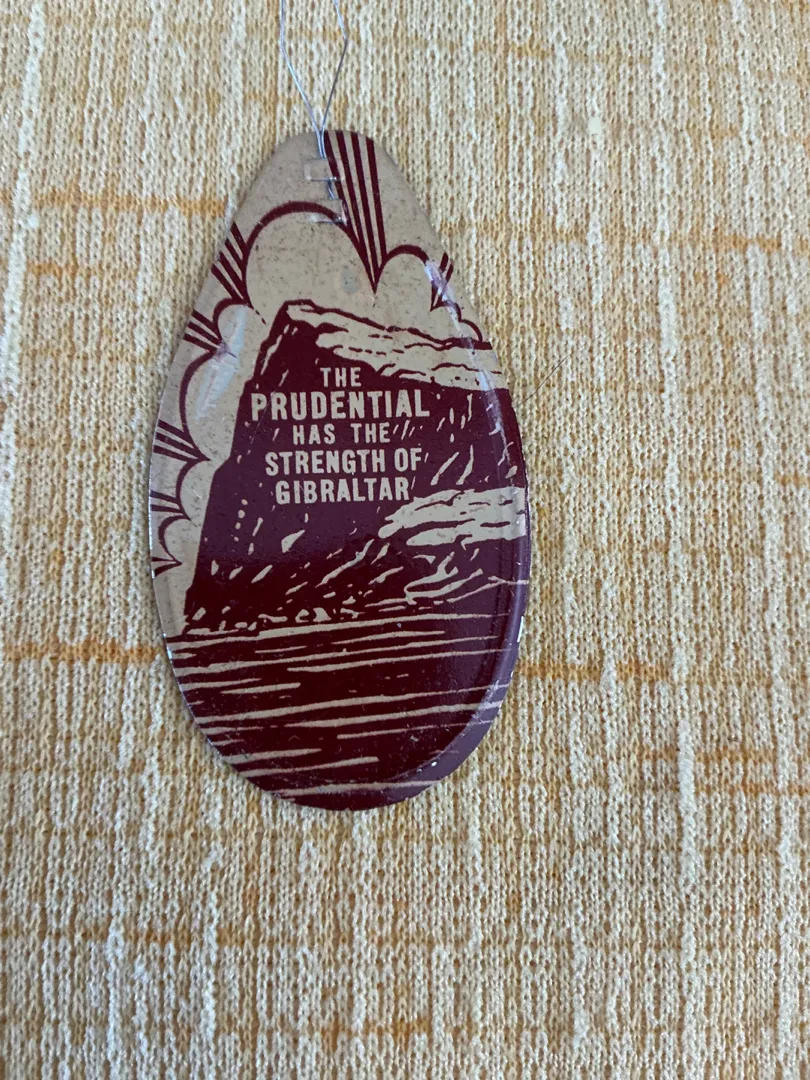 THE
PRUDENTIAL
HAS THE
STRENGTH OF
GIBRALTAR